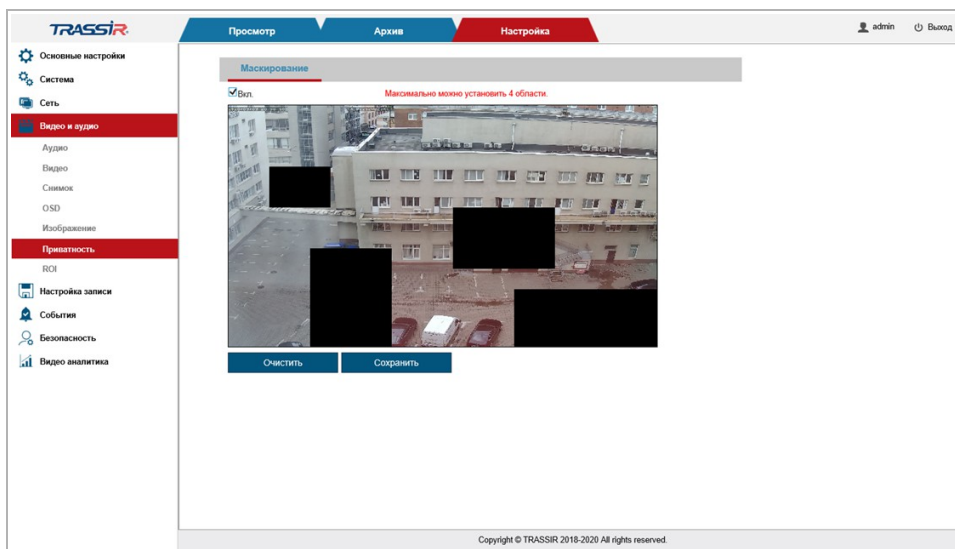 TRASSIR
Просмотр
Архив
Настройка
admin
Выход
Основные настройки
Система
Сеть
Видео и аудио
Аудио
Видео
Снимок
OSD
Изображение
Приватность
ROI
Настройка записи
События
Безопасность
Видео аналитика
Маскирование
Вкл.
Максимально можно установить 4 области.
Очистить
Сохранить
Copyright © TRASSIR 2018-2020 All rights reserved.